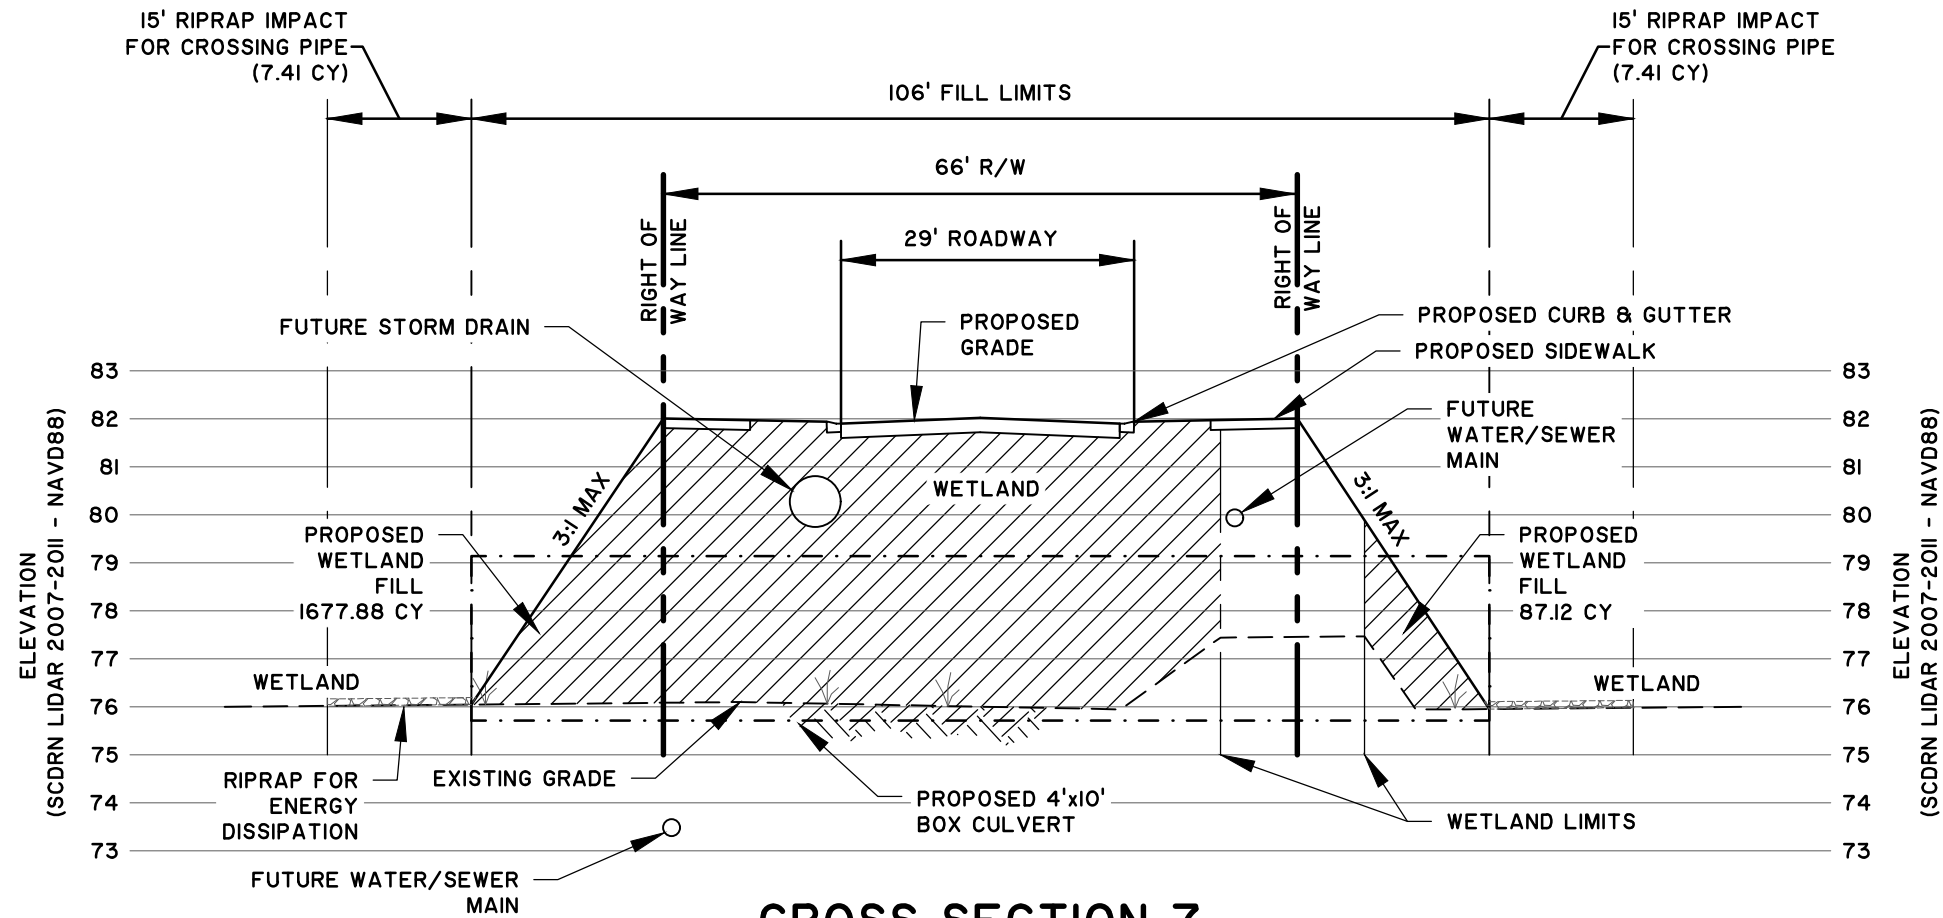 15' RIPRAP IMPACT
FOR CROSSING PIPE
(7.41 CY)
15' RIPRAP IMPACT
FOR CROSSING PIPE
(7.41 CY)
106' FILL LIMITS
66' R/W
29' ROADWAY
RIGHT OF
WAY LINE
RIGHT OF
WAY LINE
FUTURE STORM DRAIN
PROPOSED
GRADE
PROPOSED CURB & GUTTER
PROPOSED SIDEWALK
FUTURE
WATER/SEWER
MAIN
83
82
81
80
79
78
77
76
75
74
73
83
82
81
80
79
78
77
76
75
74
73
ELEVATION
(SCDRN LIDAR 2007-2011 - NAVD88)
ELEVATION
(SCDRN LIDAR 2007-2011 - NAVD88)
3:1 MAX
WETLAND
3:1 MAX
PROPOSED
WETLAND
FILL
1677.88 CY
PROPOSED
WETLAND
FILL
87.12 CY
WETLAND
WETLAND
RIPRAP FOR
ENERGY
DISSIPATION
EXISTING GRADE
PROPOSED 4'x10'
BOX CULVERT
WETLAND LIMITS
FUTURE WATER/SEWER
MAIN
CROSS SECTION